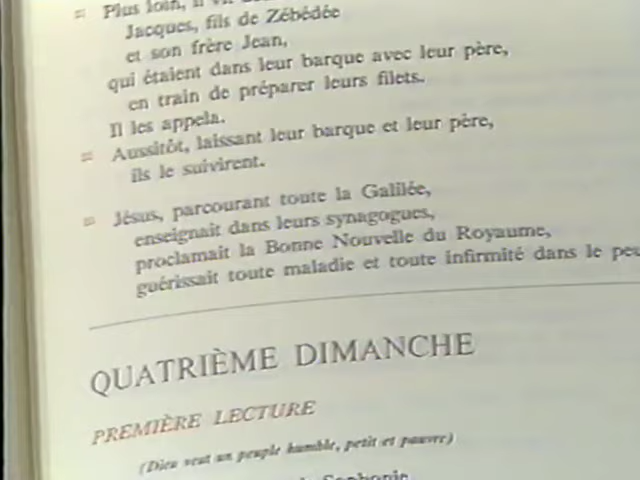 Plus loin, il vit deux
Jacques, fils de Zébédée
et son frère Jean,
qui étaient dans leur barque avec leur père,
en train de préparer leurs filets.
Il les appela.
= Aussitôt, laissant leur barque et leur père,
ils le suivirent.
= Jésus, parcourant toute la Galilée,
enseignait dans leurs synagogues,
proclamait la Bonne Nouvelle du Royaume,
guérissait toute maladie et toute infirmité dans le peu
QUATRIÈME DIMANCHE
PREMIÈRE LECTURE
(Dieu veut un peuple humble, petit et pauvre)
Sophonie